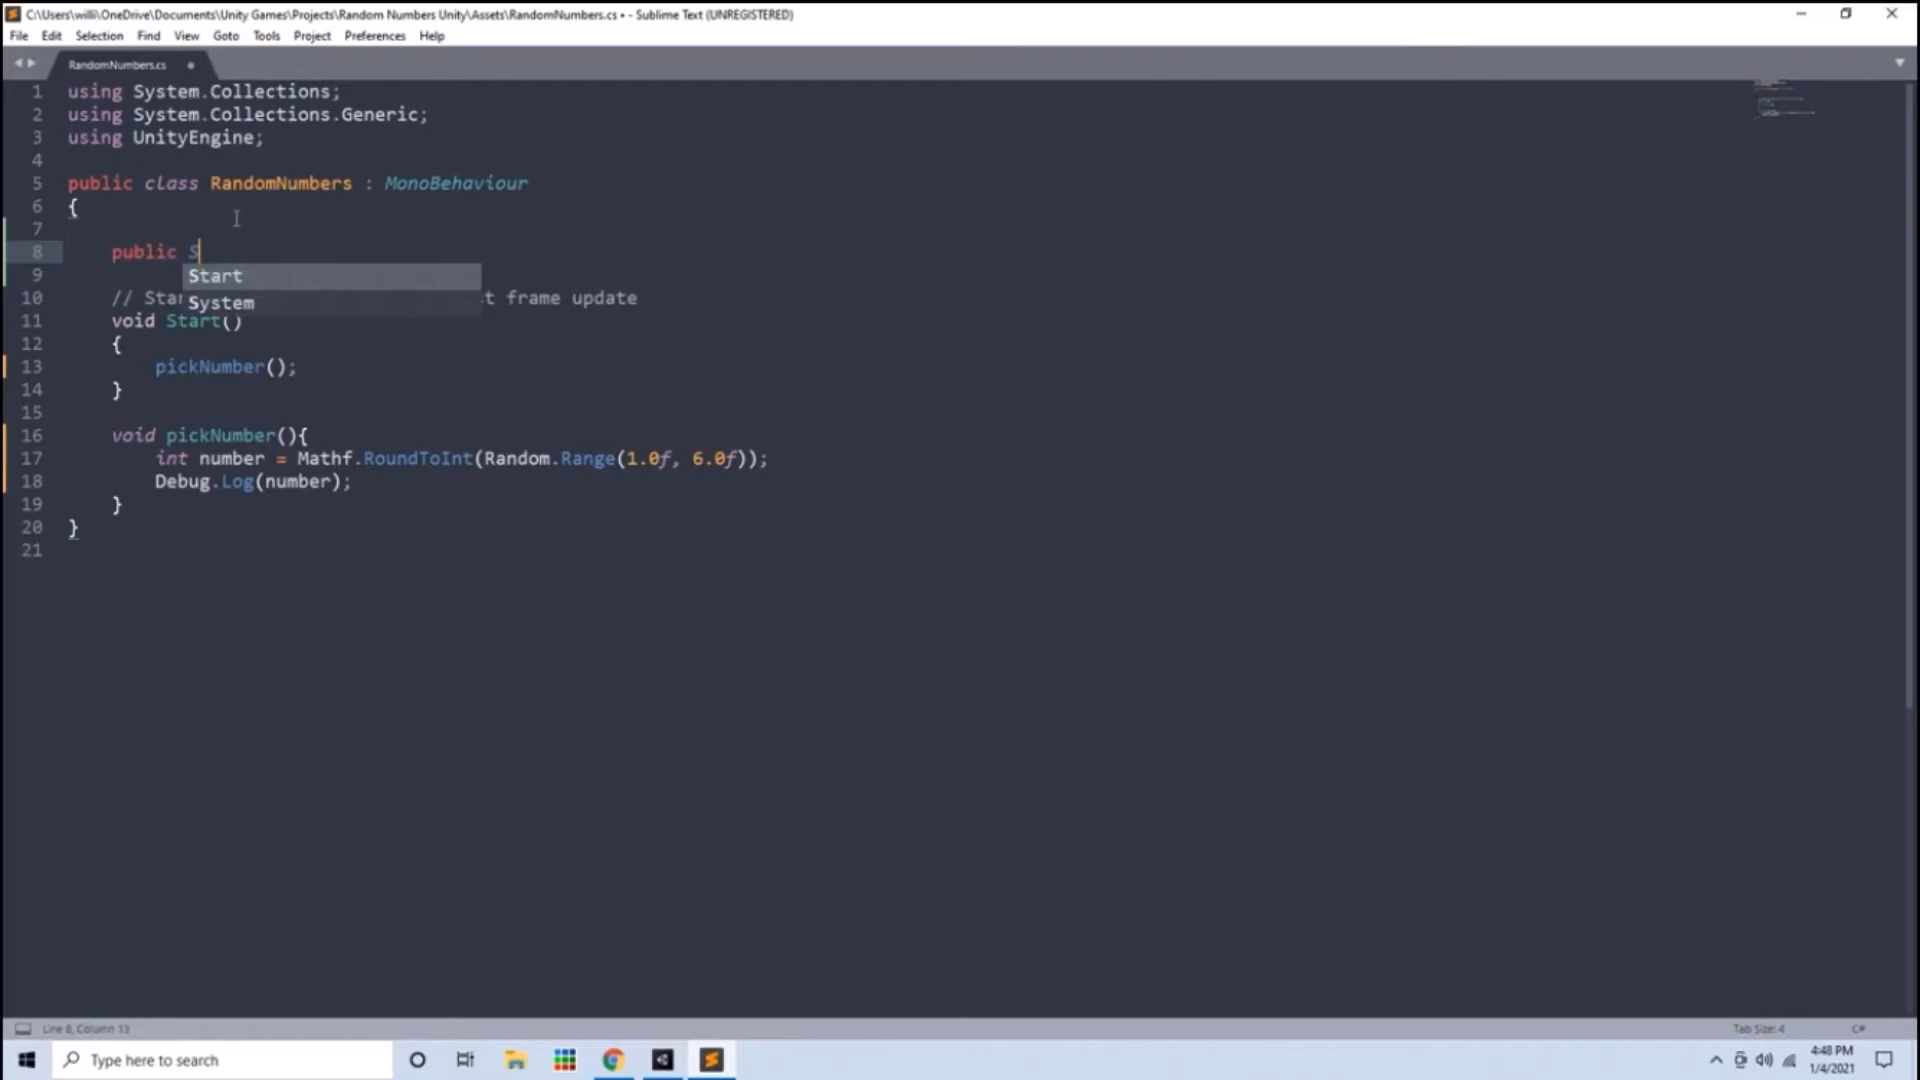 C:\Users\willi\OneDrive\Documents\Unity Games\Projects\Random Numbers Unity\Assets\RandomNumbers.cs • - Sublime Text (UNREGISTERED)
File Edit Selection Find View Goto Tools Project Preferences Help
RandomNumbers.cs
1 using System.Collections;
2 using System.Collections.Generic;
3 using UnityEngine;
4
5 public class RandomNumbers : MonoBehaviour
6 {
7
8 public S
Start
9
System
10 // Star t frame update
11 void Start()
12 {
13 pickNumber();
14 }
15
16 void pickNumber(){
17 int number = Mathf.RoundToInt(Random.Range(1.0f, 6.0f));
18 Debug.Log(number);
19 }
20 }
21
Line 8, Column 13 Tab Size: 4 C#
Type here to search
4:48 PM
1/4/2021